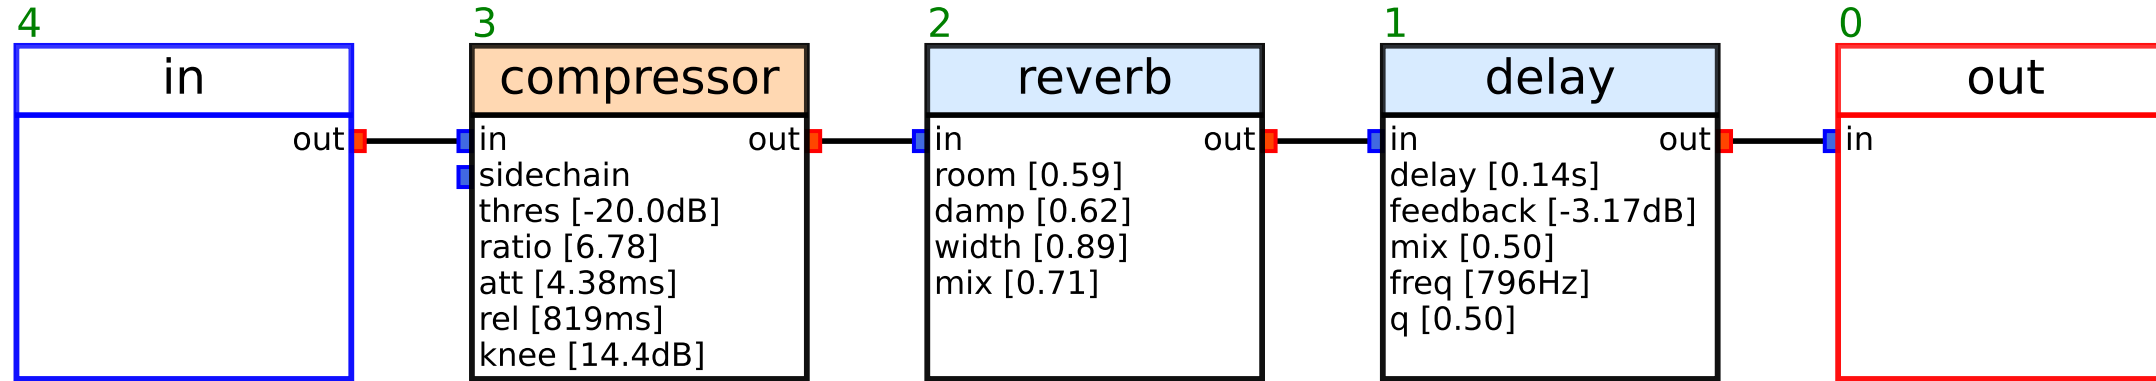 4
in
out
3
compressor
in out
sidechain
thres [-20.0dB]
ratio [6.78]
att [4.38ms]
rel [819ms]
knee [14.4dB]
2
reverb
in out
room [0.59]
damp [0.62]
width [0.89]
mix [0.71]
1
delay
in out
delay [0.14s]
feedback [-3.17dB]
mix [0.50]
freq [796Hz]
q [0.50]
0
out
in